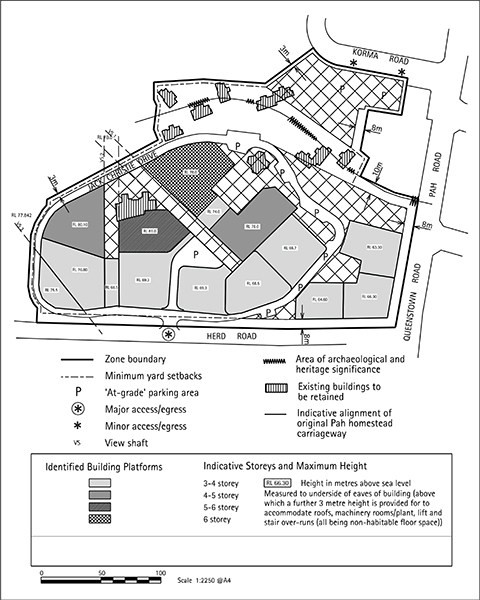 3m
KORMA ROAD
P
P
8m
10m
P
PAH ROAD
8m
JACK CHRISTIE DRIVE
3m
RL 77.842
VS
P
P
P
P
P
P
P
8m
QUEENSTOWN ROAD
HERD ROAD
Zone boundary
Minimum yard setbacks
P 'At-grade' parking area
Major access/egress
Minor access/egress
VS View shaft
Area of archaeological and
heritage significance
Existing buildings to
be retained
Indicative alignment of
original Pah homestead
carriageway
Identified Building Platforms
Indicative Storeys and Maximum Height
3-4 storey
4-5 storey
5-6 storey
6 storey
RL 66.30 Height in metres above sea level
Measured to underside of eaves of building (above
which a further 3 metre height is provided for to
accommodate roofs, machinery rooms/plant, lift and
stair over-runs (all being non-habitable floor space))
0 50 100
Scale 1:2250 @A4